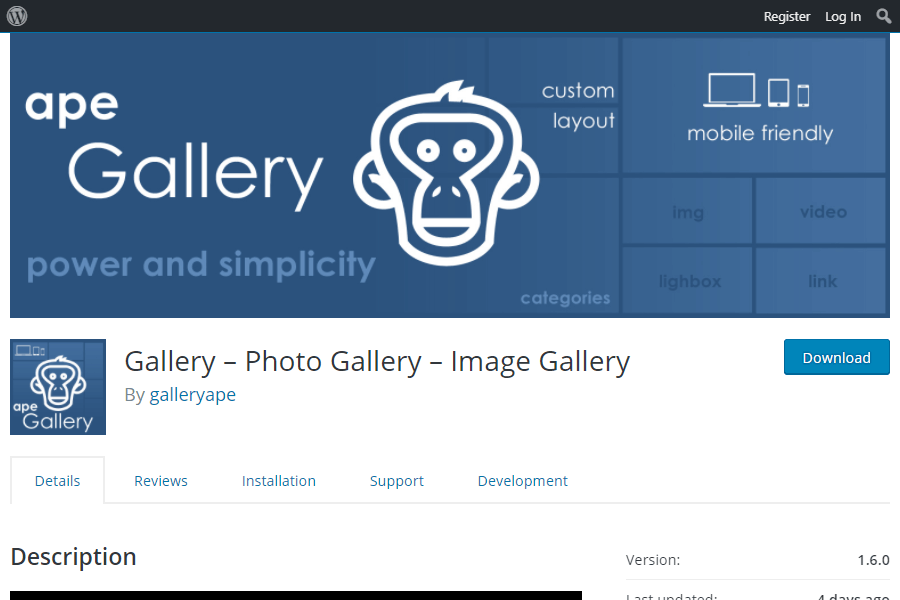 Register Log In
ape
Gallery
power and simplicity
custom
layout
mobile friendly
img
video
lighbox
link
categories
ape
Gallery
Gallery – Photo Gallery – Image Gallery
By galleryape
Download
Details Reviews Installation Support Development
Description
Version: 1.6.0
Last updated: 4 days ago